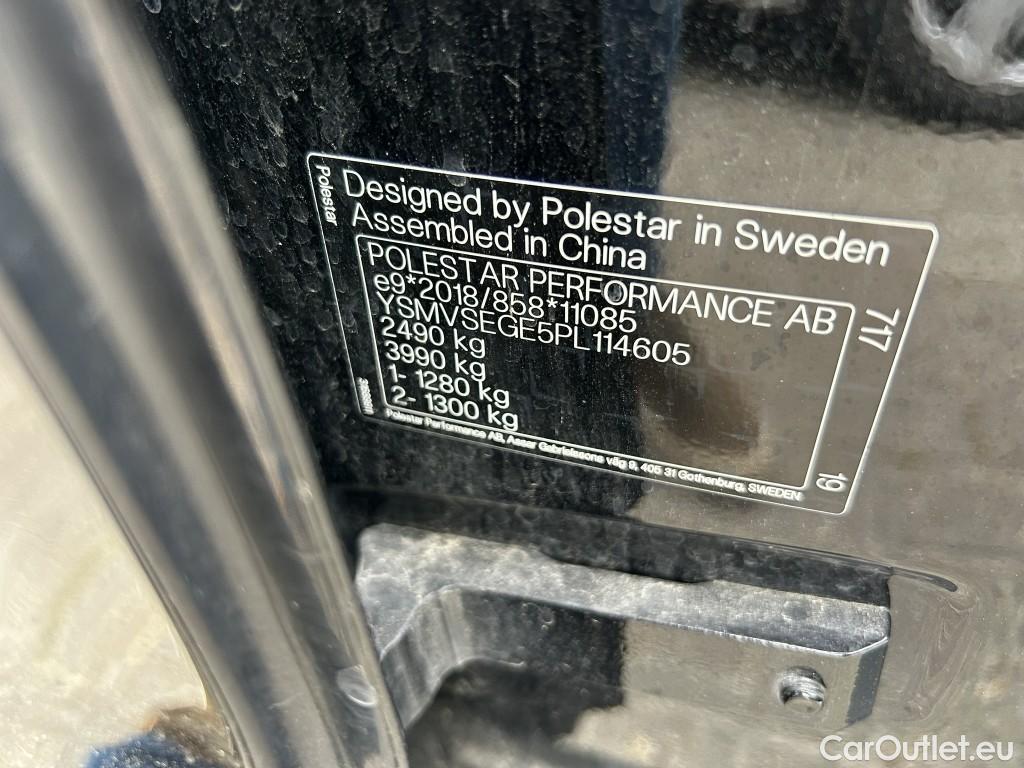 Polestar
Designed by Polestar in Sweden
Assembled in China
POLESTAR PERFORMANCE AB
e9*2018/858*11085
YSMVSEGE5PL114605
2490 kg
3990 kg
1- 1280 kg
2- 1300 kg
717
19
Polestar Performance AB, Assar Gabrielssons väg 9, 405 31 Gothenburg, SWEDEN
CarOutlet.eu